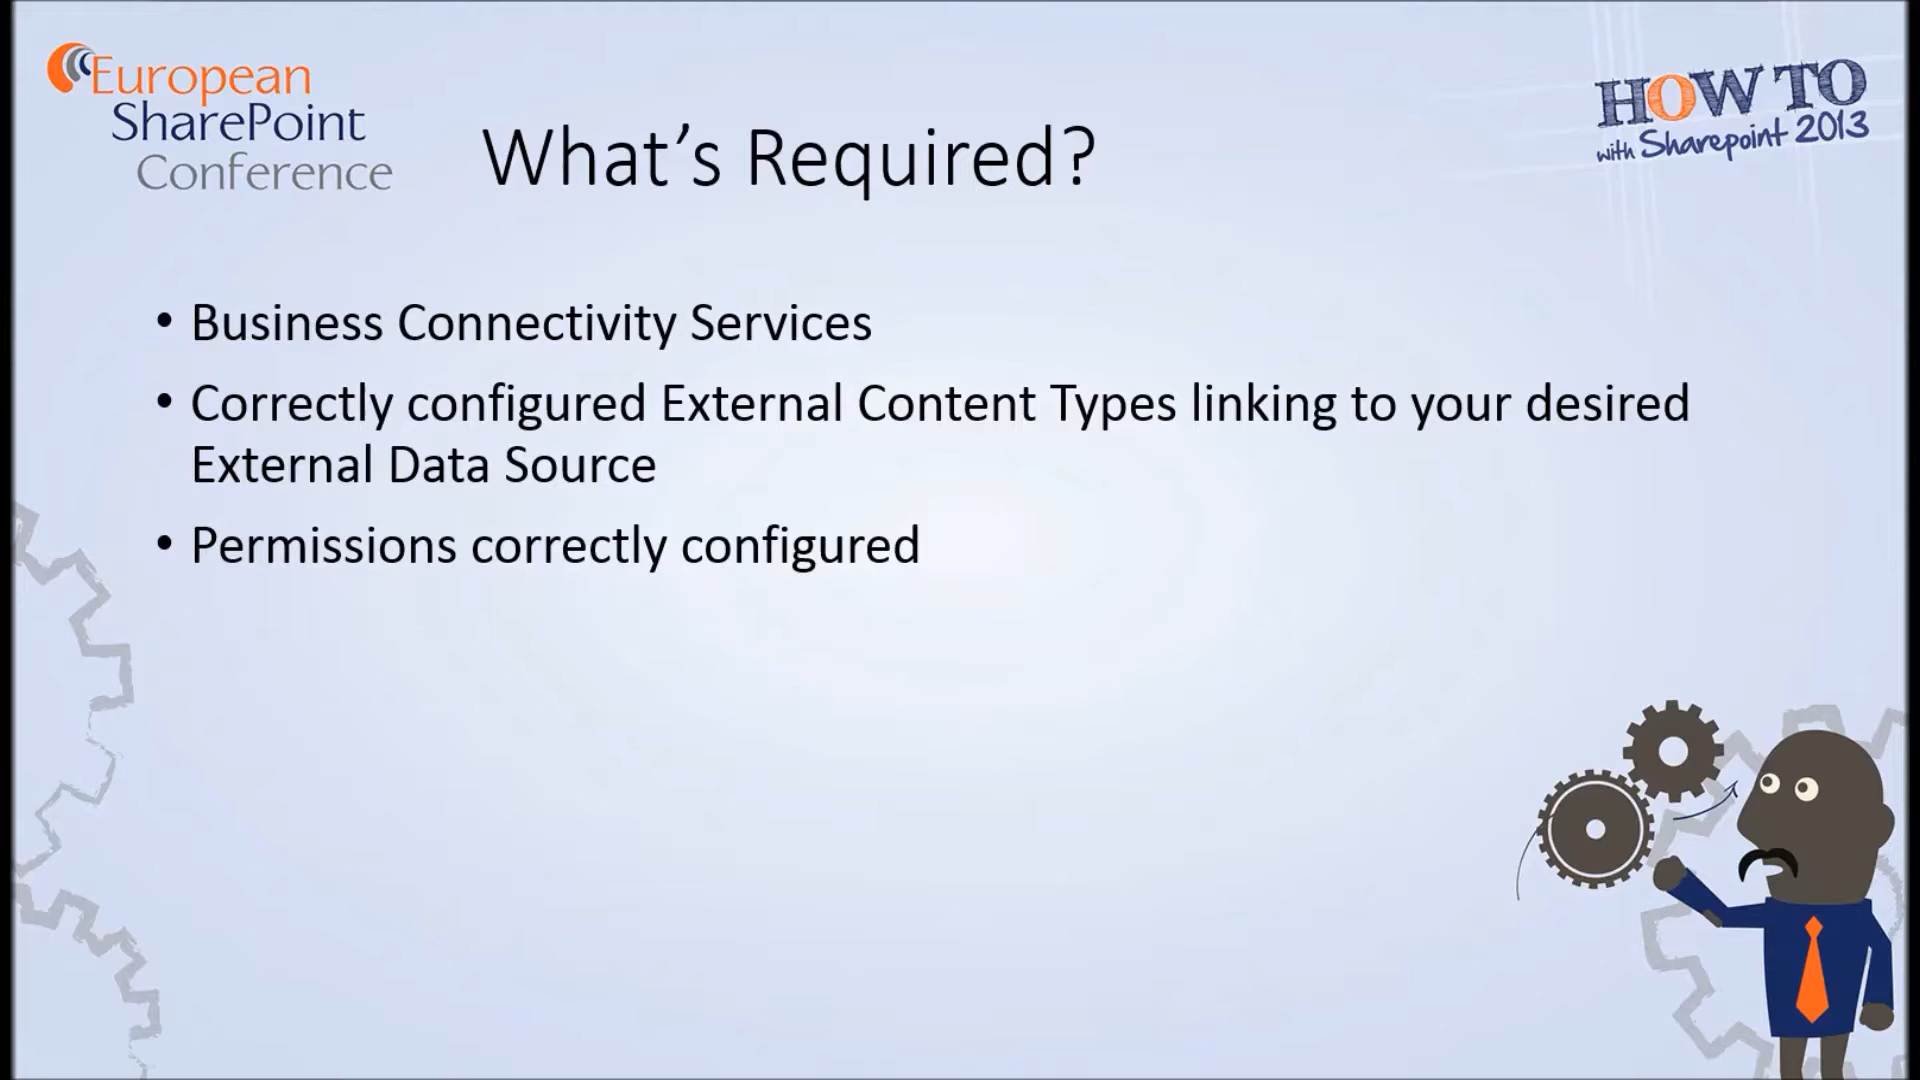 European
SharePoint
Conference
HOW TO
with Sharepoint 2013
What's Required?
• Business Connectivity Services
• Correctly configured External Content Types linking to your desired
External Data Source
• Permissions correctly configured